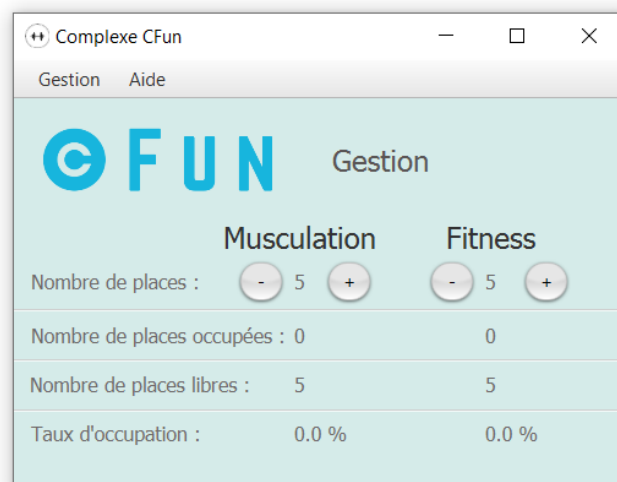 Complexe CFun
Gestion Aide
C FUN Gestion
Musculation Fitness
Nombre de places : - 5 + - 5 +
Nombre de places occupées : 0 0
Nombre de places libres : 5 5
Taux d'occupation : 0.0 % 0.0 %